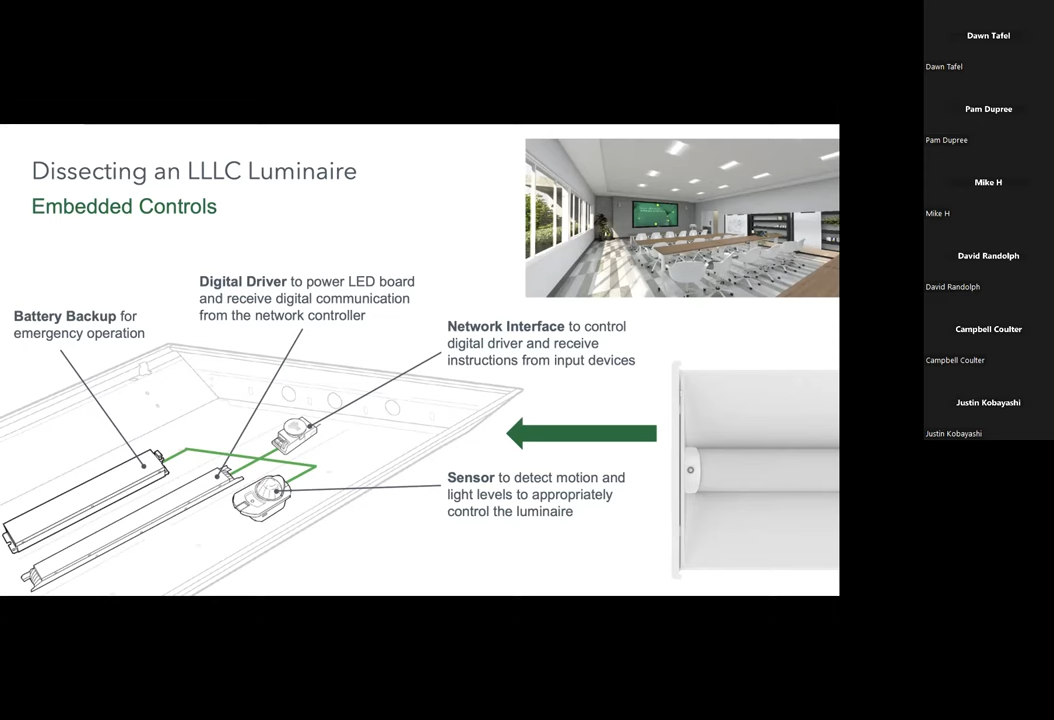 Dissecting an LLLC Luminaire
Embedded Controls
Digital Driver to power LED board
and receive digital communication
from the network controller
Battery Backup for
emergency operation
Network Interface to control
digital driver and receive
instructions from input devices
Sensor to detect motion and
light levels to appropriately
control the luminaire
Dawn Tafel
Dawn Tafel
Pam Dupree
Pam Dupree
Mike H
Mike H
David Randolph
David Randolph
Campbell Coulter
Campbell Coulter
Justin Kobayashi
Justin Kobayashi